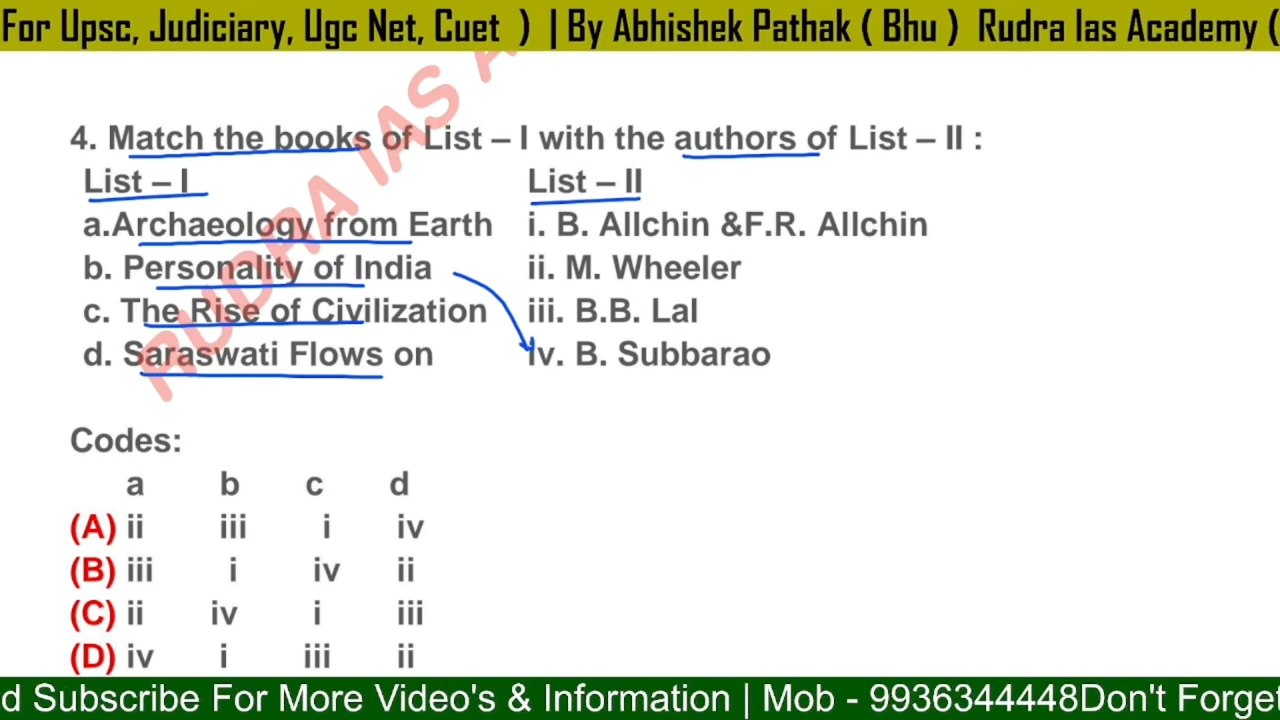 For Upsc, Judiciary, Ugc Net, Cuet ) | By Abhishek Pathak ( Bhu ) Rudra Ias Academy (
RUDRA IAS A
4. Match the books of List – I with the authors of List – II :
List – I List – II
a.Archaeology from Earth i. B. Allchin &F.R. Allchin
b. Personality of India ii. M. Wheeler
c. The Rise of Civilization iii. B.B. Lal
d. Saraswati Flows on iv. B. Subbarao
Codes:
a b c d
(A) ii iii i iv
(B) iii i iv ii
(C) ii iv i iii
(D) iv i iii ii
d Subscribe For More Video's & Information | Mob - 9936344448Don't Forget